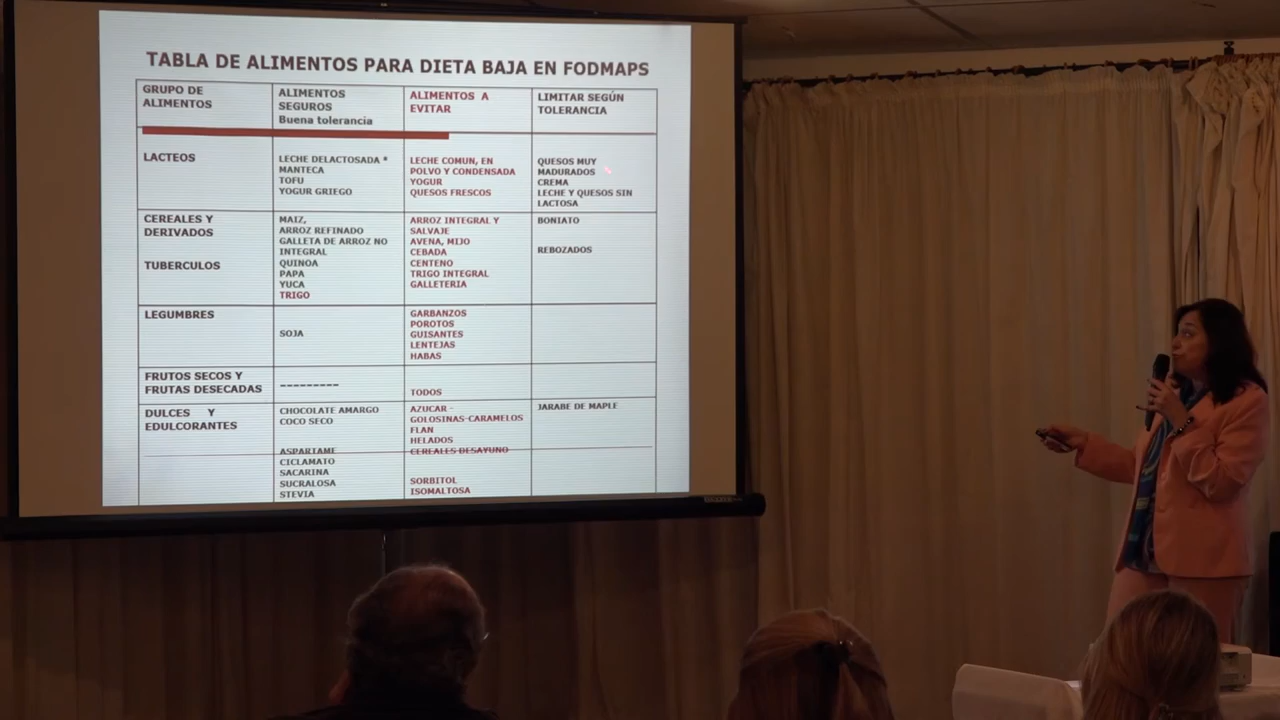 TABLA DE ALIMENTOS PARA DIETA BAJA EN FODMAPS
GRUPO DE
ALIMENTOS
ALIMENTOS
SEGUROS
Buena tolerancia
ALIMENTOS A
EVITAR
LIMITAR SEGÚN
TOLERANCIA
LACTEOS
LECHE DELACTOSADA *
MANTECA
TOFU
YOGUR GRIEGO
LECHE COMUN, EN
POLVO Y CONDENSADA
YOGUR
QUESOS FRESCOS
QUESOS MUY
MADURADOS
CREMA
LECHE Y QUESOS SIN
LACTOSA
CEREALES Y
DERIVADOS
TUBERCULOS
MAIZ,
ARROZ REFINADO
GALLETA DE ARROZ NO
INTEGRAL
QUINOA
PAPA
YUCA
TRIGO
ARROZ INTEGRAL Y
SALVAJE
AVENA, MIJO
CEBADA
CENTENO
TRIGO INTEGRAL
GALLETERIA
BONIATO
REBOZADOS
LEGUMBRES
SOJA
GARBANZOS
POROTOS
GUISANTES
LENTEJAS
HABAS
FRUTOS SECOS Y
FRUTAS DESECADAS
---------
TODOS
DULCES Y
EDULCORANTES
CHOCOLATE AMARGO
COCO SECO
ASPARTAME
CICLAMATO
SACARINA
SUCRALOSA
STEVIA
AZUCAR –
GOLOSINAS-CARAMELOS
FLAN
HELADOS
CEREALES DESAYUNO
SORBITOL
ISOMALTOSA
JARABE DE MAPLE